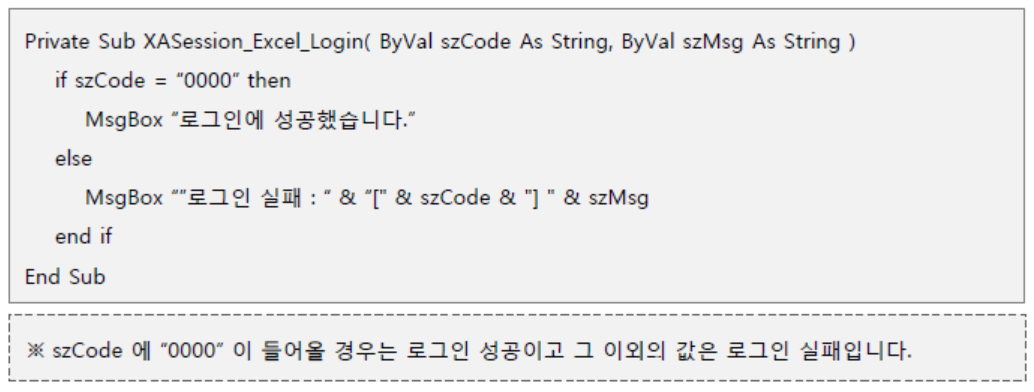 Private Sub XASession_Excel_Login( ByVal szCode As String, ByVal szMsg As String )
if szCode = “0000” then
MsgBox “로그인에 성공했습니다.”
else
MsgBox “”로그인 실패 : “ & “[" & szCode & "] " & szMsg
end if
End Sub
※ szCode 에 “0000” 이 들어올 경우는 로그인 성공이고 그 이외의 값은 로그인 실패입니다.